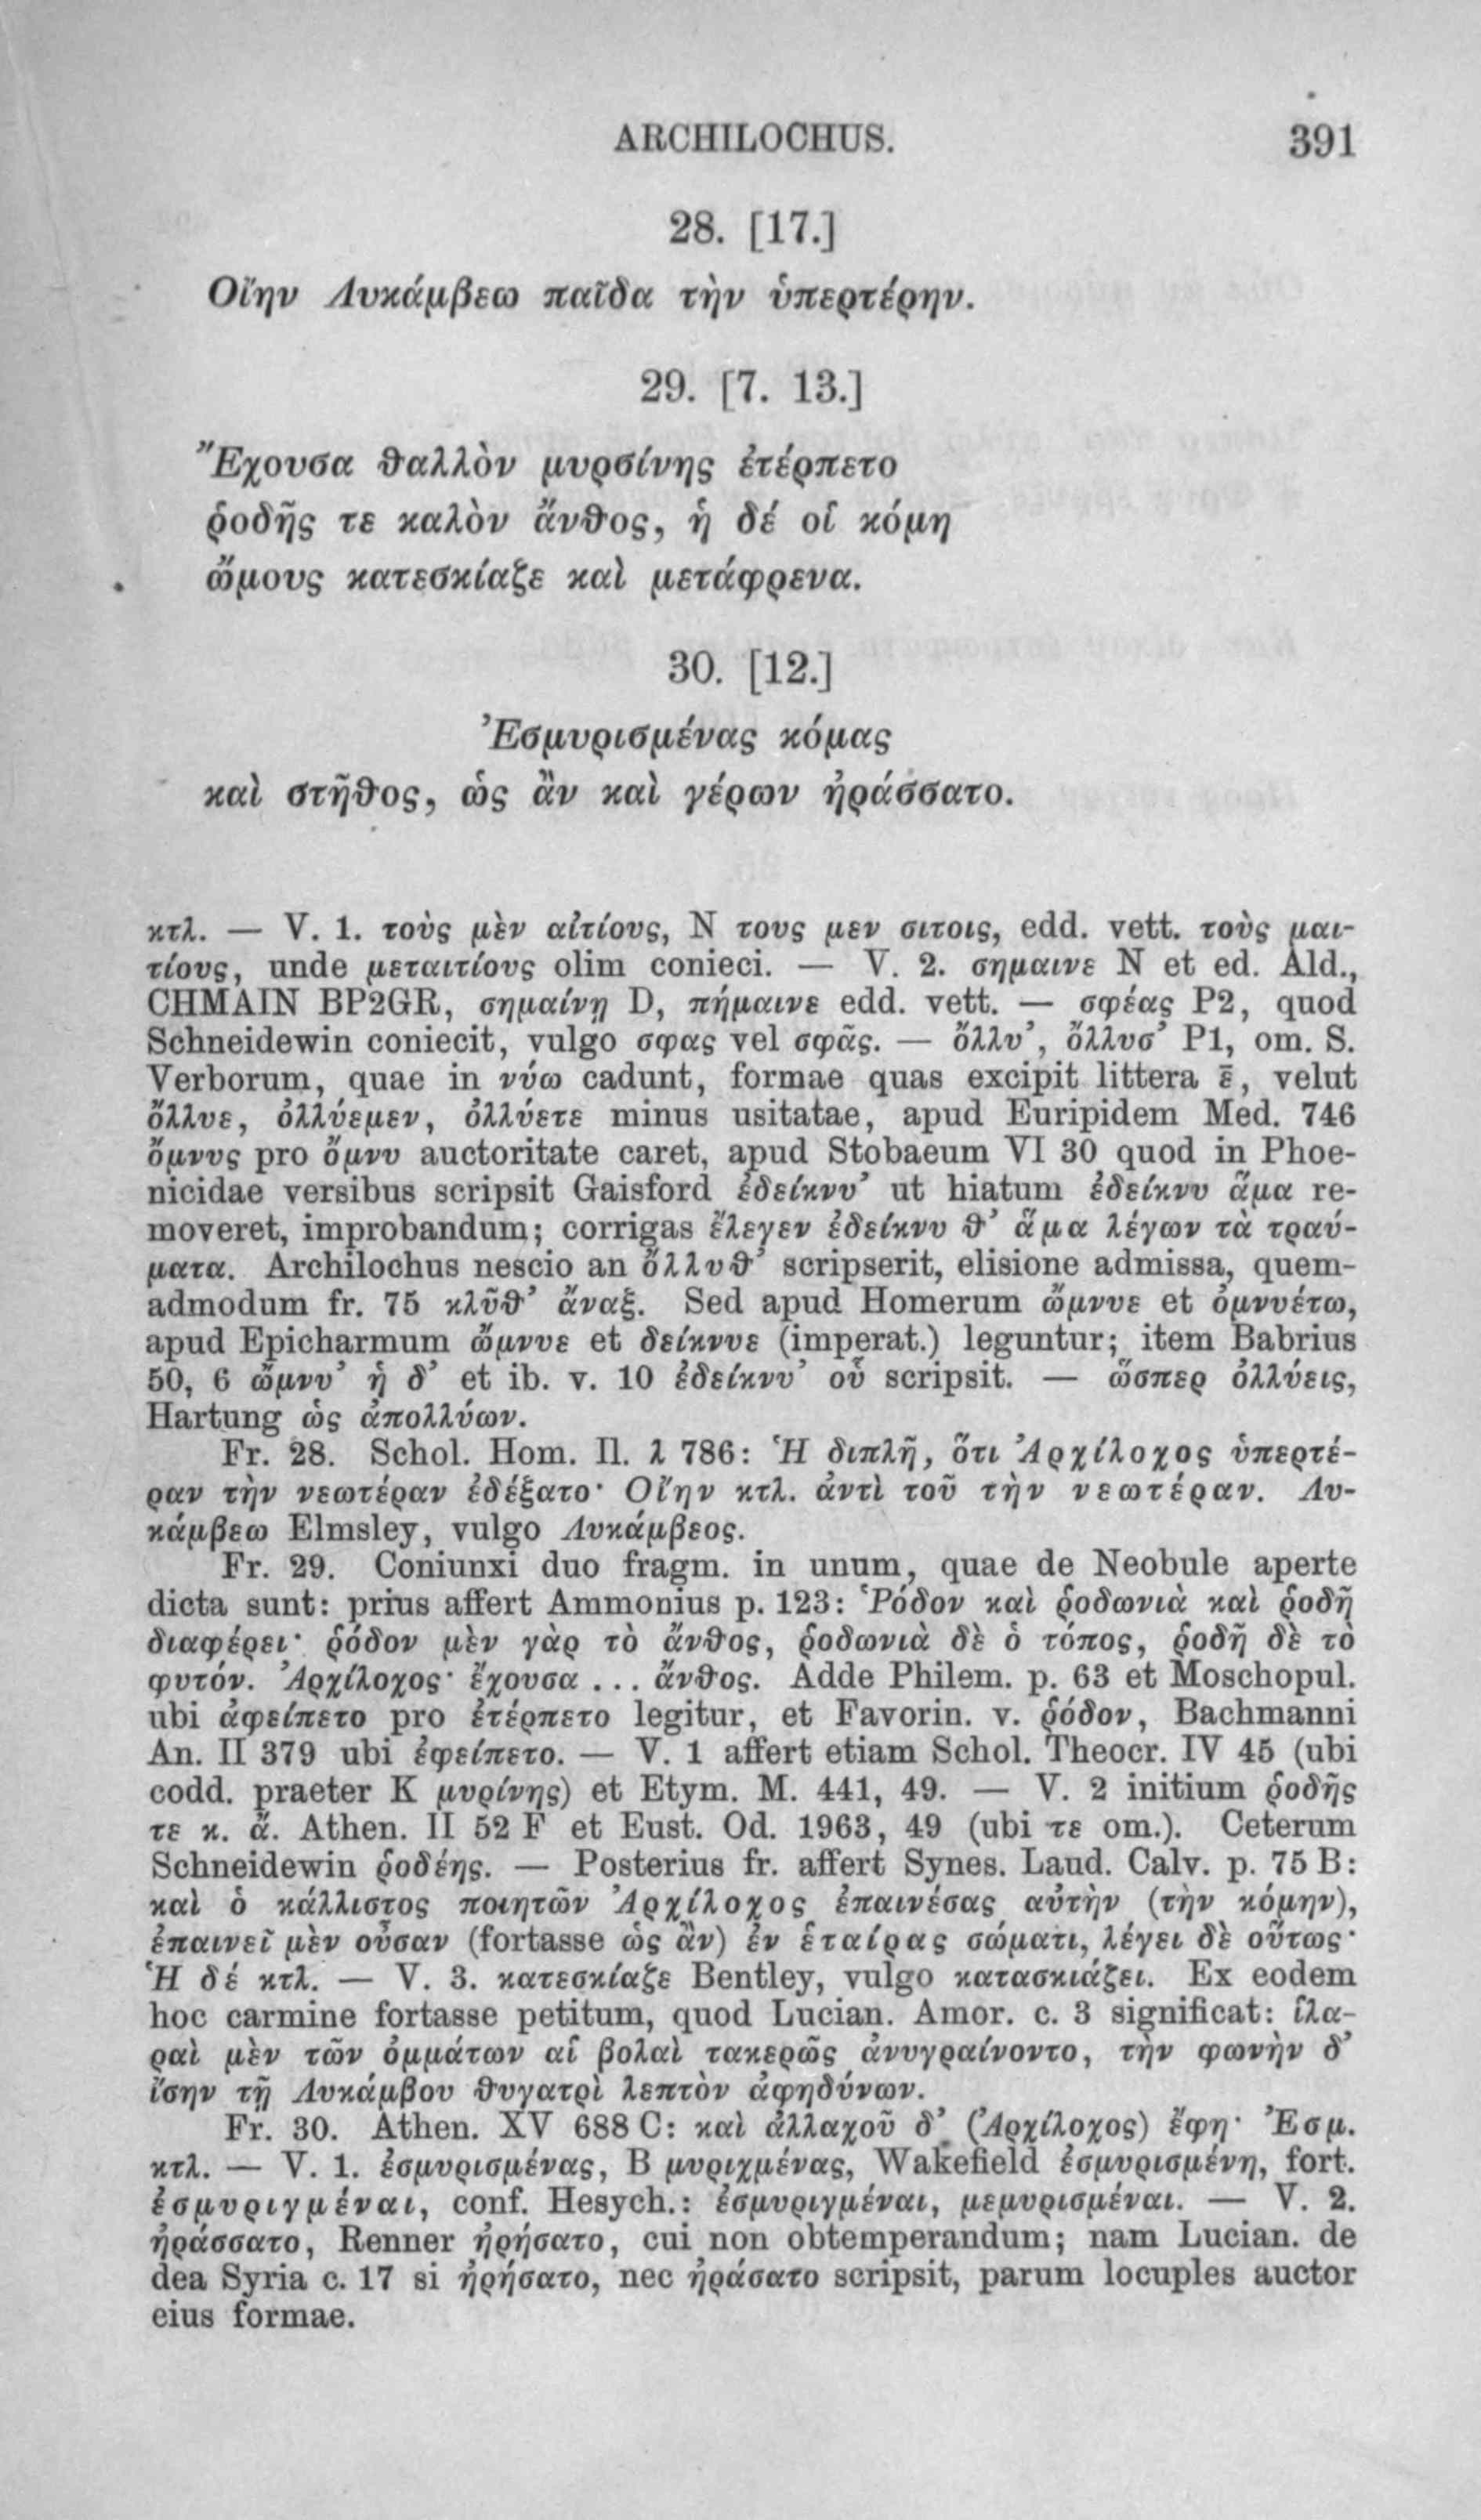 ARCHILOCHUS. 391
28. [17.]
Οἵην Λυκάμβεω παῖδα τὴν ὑπερτέρην.
29. [7. 13.]
Ἔχουσα θαλλὸν μυρσίνης ἐτέρπετο
ῥοδῆς τε καλὸν ἄνθος, ἡ δέ οἱ κόμη
ὤμους κατεσκίαζε καὶ μετάφρενα.
30. [12.]
Ἐσμυρισμένας κόμας
καὶ στῆθος, ὡς ἂν καὶ γέρων ἠράσσατο.
κτλ. — V. 1. τοὺς μὲν αἰτίους, N τους μεν σιτοις, edd. vett. τοὺς μαι-
τίους, unde μεταιτίους olim conieci. — V. 2. σημαινε N et ed. Ald.,
CHMAIN BP2GR, σημαίνῃ D, πήμαινε edd. vett. — σφέας P2, quod
Schneidewin coniecit, vulgo σφας vel σφᾶς. — ὄλλυ’, ὄλλυσ’ P1, om. S.
Verborum, quae in νύω cadunt, formae quas excipit littera ε̄, velut
ὄλλυε, ὀλλύεμεν, ὀλλύετε minus usitatae, apud Euripidem Med. 746
ὄμνυς pro ὄμνυ auctoritate caret, apud Stobaeum VI 30 quod in Phoe-
nicidae versibus scripsit Gaisford ἐδείκνυ’ ut hiatum ἐδείκνυ ἅμα re-
moveret, improbandum; corrigas ἔλεγεν ἐδείκνυ θ’ ἅμα λέγων τὰ τραύ-
ματα. Archilochus nescio an ὄλλυθ’ scripserit, elisione admissa, quem-
admodum fr. 75 κλῦθ’ ἄναξ. Sed apud Homerum ὤμνυε et ὀμνυέτω,
apud Epicharmum ὤμνυε et δείκνυε (imperat.) leguntur; item Babrius
50, 6 ὤμνυ’ ἡ δ’ et ib. v. 10 ἐδείκνυ’ οὗ scripsit. — ὥσπερ ὀλλύεις,
Hartung ὡς ἀπολλύων.
Fr. 28. Schol. Hom. Il. λ 786: Ἡ διπλῆ, ὅτι Ἀρχίλοχος ὑπερτέ-
ραν τὴν νεωτέραν ἐδέξατο· Οἵην κτλ. ἀντὶ τοῦ τὴν νεωτέραν. Λυ-
κάμβεω Elmsley, vulgo Λυκάμβεος.
Fr. 29. Coniunxi duo fragm. in unum, quae de Neobule aperte
dicta sunt: prius affert Ammonius p. 123: Ῥόδον καὶ ῥοδωνιὰ καὶ ῥοδῆ
διαφέρει· ῥόδον μὲν γὰρ τὸ ἄνθος, ῥοδωνιὰ δὲ ὁ τόπος, ῥοδῆ δὲ τὸ
φυτόν. Ἀρχίλοχος· ἔχουσα ... ἄνθος. Adde Philem. p. 63 et Moschopul.
ubi ἀφείπετο pro ἐτέρπετο legitur, et Favorin. v. ῥόδον, Bachmanni
An. II 379 ubi ἐφείπετο. — V. 1 affert etiam Schol. Theocr. IV 45 (ubi
codd. praeter K μυρίνης) et Etym. M. 441, 49. — V. 2 initium ῥοδῆς
τε κ. ἄ. Athen. II 52 F et Eust. Od. 1963, 49 (ubi τε om.). Ceterum
Schneidewin ῥοδέης. — Posterius fr. affert Synes. Laud. Calv. p. 75 B:
καὶ ὁ κάλλιστος ποιητῶν Ἀρχίλοχος ἐπαινέσας αὐτὴν (τὴν κόμην),
ἐπαινεῖ μὲν οὖσαν (fortasse ὡς ἂν) ἐν ἑταίρας σώματι, λέγει δὲ οὕτως·
Ἡ δέ κτλ. — V. 3. κατεσκίαζε Bentley, vulgo κατασκιάζει. Ex eodem
hoc carmine fortasse petitum, quod Lucian. Amor. c. 3 significat: ἱλα-
ραὶ μὲν τῶν ὀμμάτων αἱ βολαὶ τακερῶς ἀνυγραίνοντο, τὴν φωνὴν δ’
ἴσην τῇ Λυκάμβου θυγατρὶ λεπτὸν ἀφηδύνων.
Fr. 30. Athen. XV 688 C: καὶ ἀλλαχοῦ δ’ (Ἀρχίλοχος) ἔφη· Ἐσμ.
κτλ. — V. 1. ἐσμυρισμένας, B μυριχμένας, Wakefield ἐσμυρισμένη, fort.
ἐσμυριγμέναι, conf. Hesych.: ἐσμυριγμέναι, μεμυρισμέναι. — V. 2.
ἠράσσατο, Renner ἠρήσατο, cui non obtemperandum; nam Lucian. de
dea Syria c. 17 si ἠρήσατο, nec ἠράσατο scripsit, parum locuples auctor
eius formae.